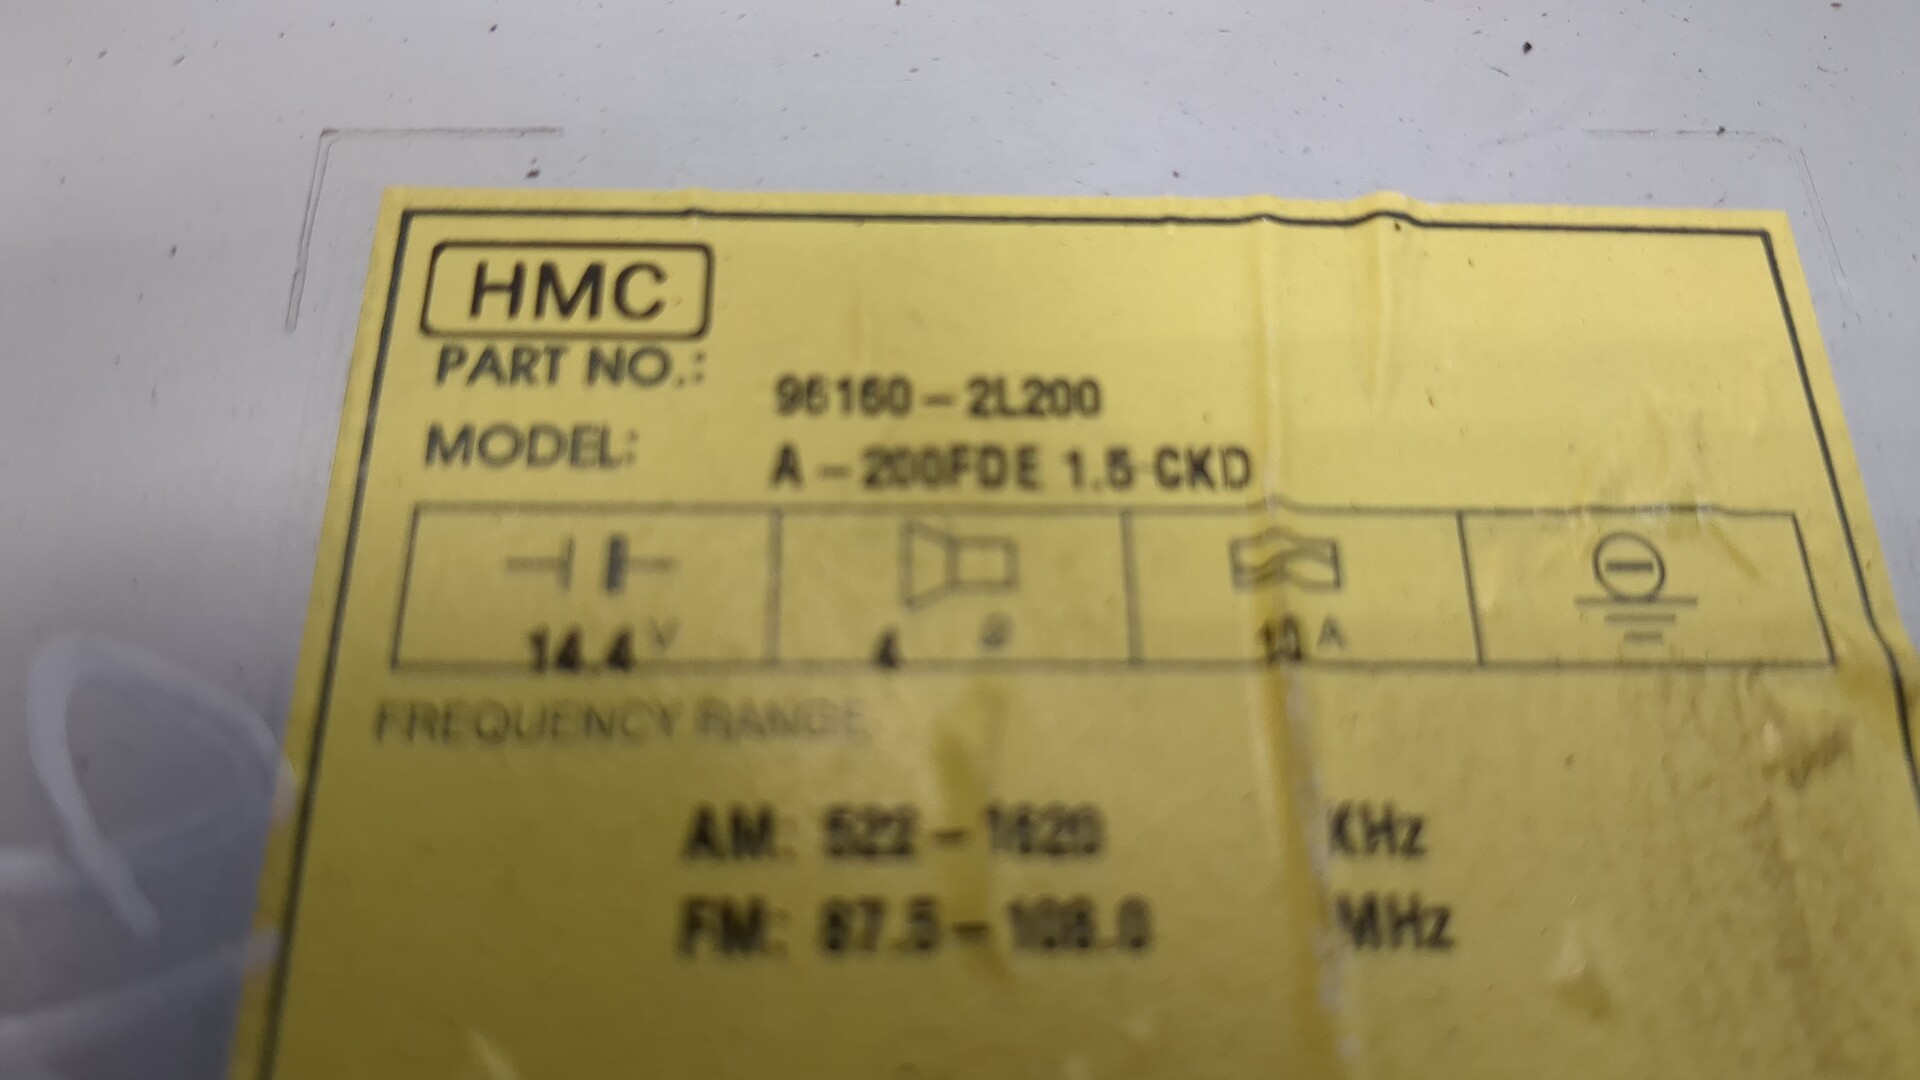 HMC
PART NO.: 96160-2L200
MODEL: A-200FDE 1.5 CKD
14.4 V 4 Ø 10 A
FREQUENCY RANGE
AM: 522-1620 KHz
FM: 87.5-108.0 MHz